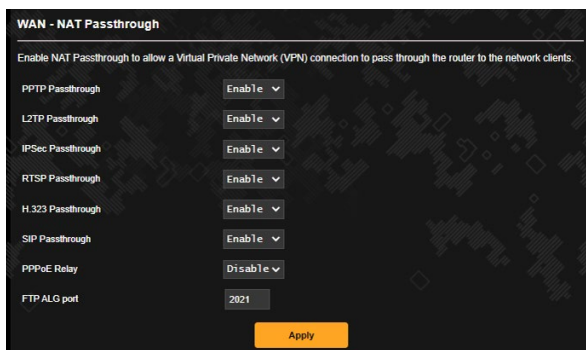 WAN - NAT Passthrough
Enable NAT Passthrough to allow a Virtual Private Network (VPN) connection to pass through the router to the network clients.
PPTP Passthrough Enable
L2TP Passthrough Enable
IPSec Passthrough Enable
RTSP Passthrough Enable
H.323 Passthrough Enable
SIP Passthrough Enable
PPPoE Relay Disable
FTP ALG port 2021
Apply